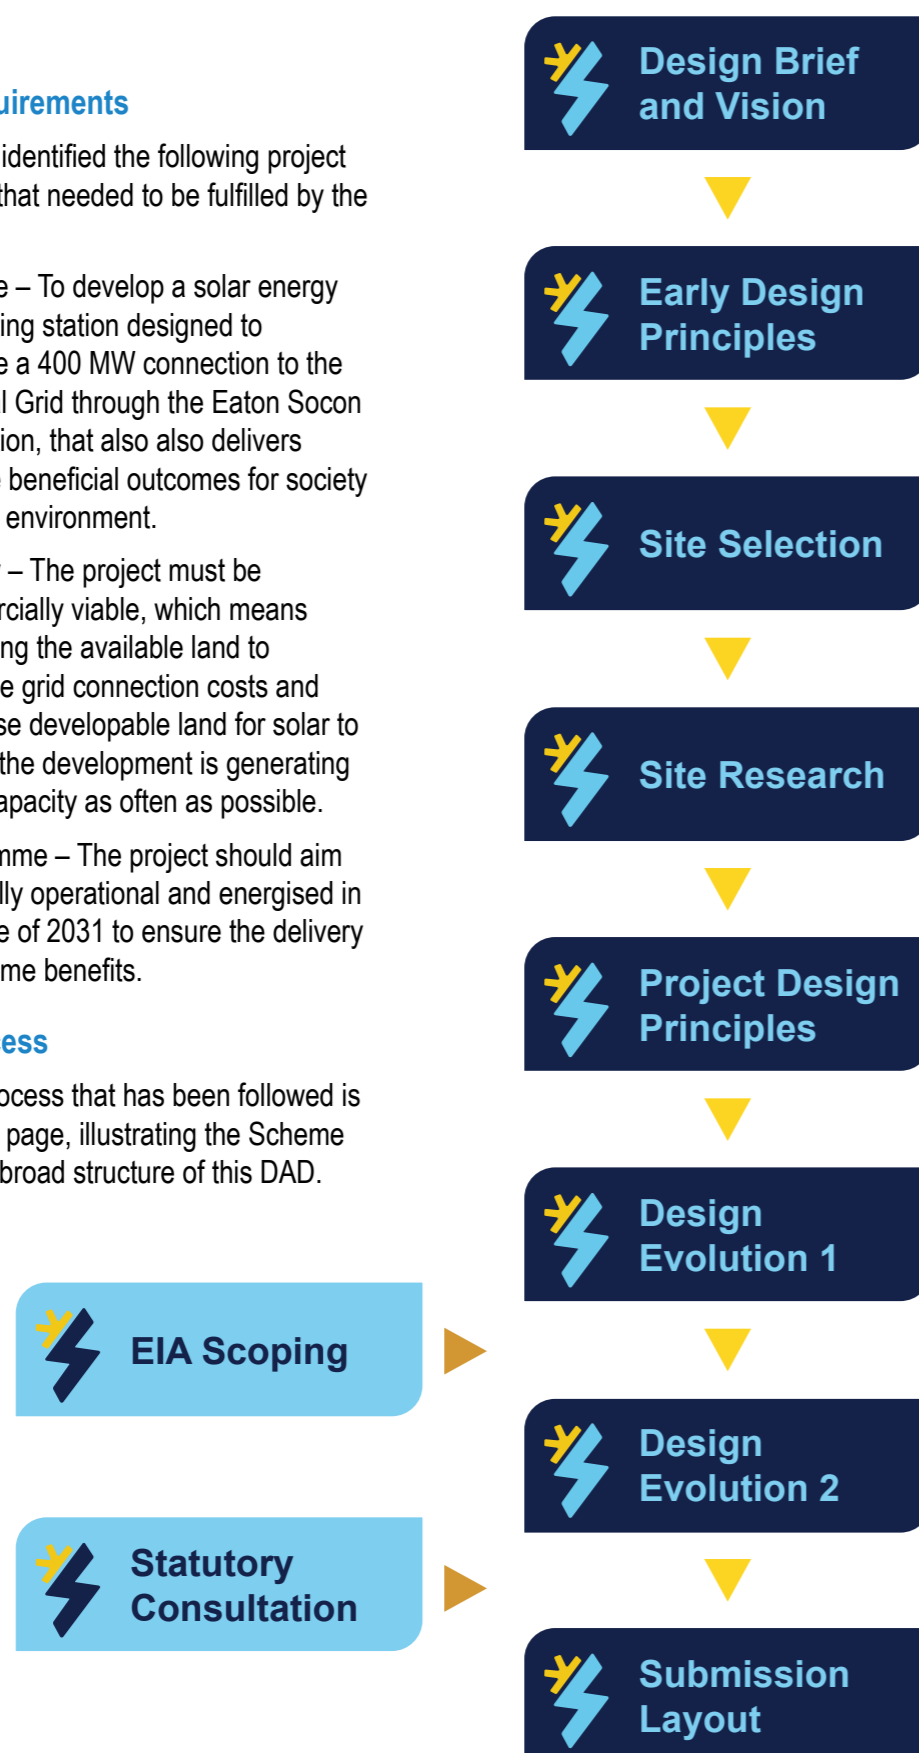 uirements
identified the following project
that needed to be fulfilled by the
e – To develop a solar energy
ing station designed to
e a 400 MW connection to the
al Grid through the Eaton Socon
ion, that also also delivers
e beneficial outcomes for society
environment.
y – The project must be
rcially viable, which means
ing the available land to
e grid connection costs and
se developable land for solar to
the development is generating
apacity as often as possible.
mme – The project should aim
lly operational and energised in
e of 2031 to ensure the delivery
me benefits.
cess
ocess that has been followed is
page, illustrating the Scheme
broad structure of this DAD.
Design Brief
and Vision
Early Design
Principles
Site Selection
Site Research
Project Design
Principles
Design
Evolution 1
EIA Scoping
Design
Evolution 2
Statutory
Consultation
Submission
Layout